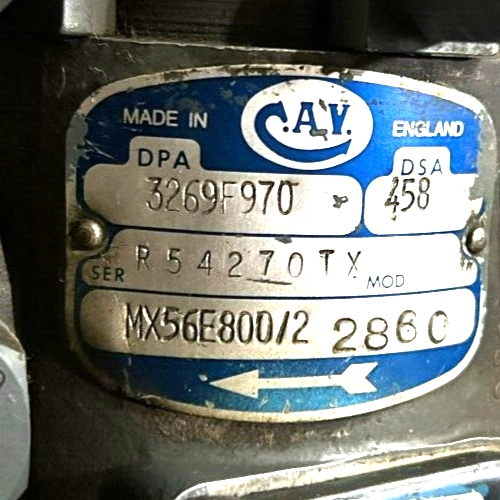 MADE IN C.A.V. ENGLAND
DPA DSA
3269F970 458
SER R54270TX MOD
MX56E800/2 2860